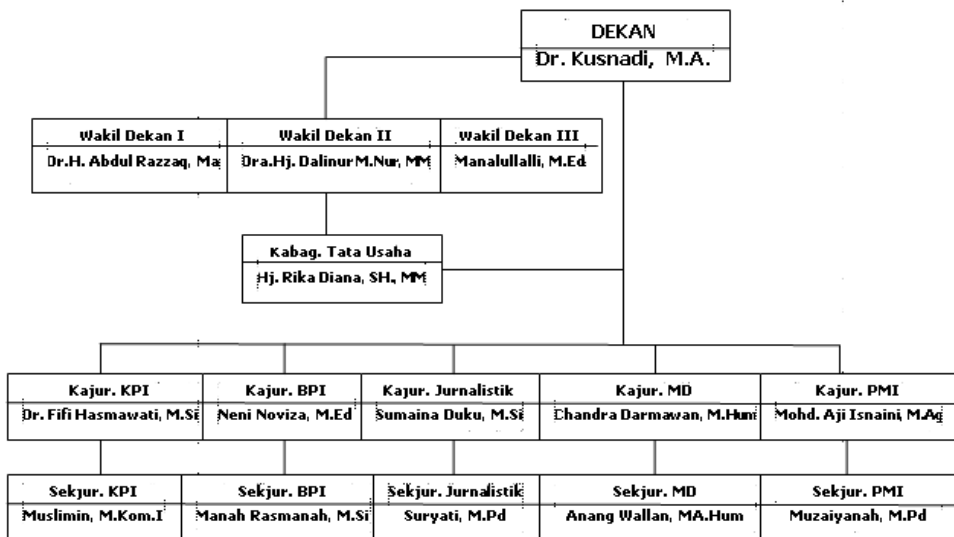 DEKAN
Dr. Kusnadi, M.A.
Wakil Dekan I
Dr.H. Abdul Razzaq, Ma
Wakil Dekan II
Dra.Hj. Dalinur M.Nur, MM
Wakil Dekan III
Manalullalli, M.Ed
Kabag. Tata Usaha
Hj. Rika Diana, SH., MM
Kajur. KPI
Dr. Fifi Hasmawati, M.Si
Kajur. BPI
Neni Noviza, M.Ed
Kajur. Jurnalistik
Sumaina Duku, M.Si
Kajur. MD
Chandra Darmawan, M.Hum
Kajur. PMI
Mohd. Aji Isnaini, M.Ag
Sekjur. KPI
Muslimin, M.Kom.I
Sekjur. BPI
Manah Rasmanah, M.Si
Sekjur. Jurnalistik
Suryati, M.Pd
Sekjur. MD
Anang Wallan, MA.Hum
Sekjur. PMI
Muzaiyanah, M.Pd